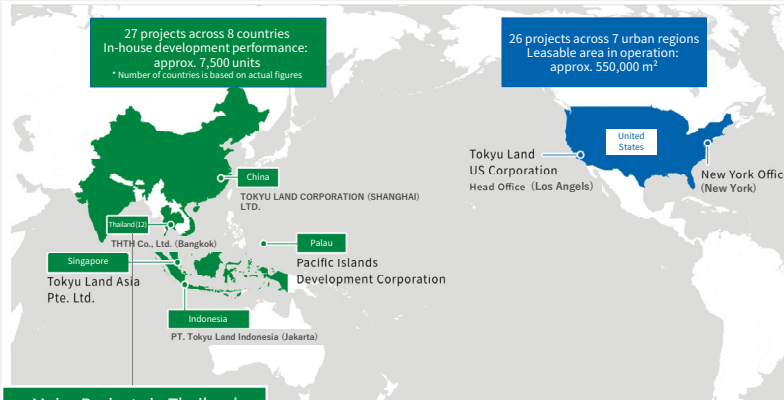 27 projects across 8 countries
In-house development performance:
approx. 7,500 units
* Number of countries is based on actual figures
26 projects across 7 urban regions
Leasable area in operation:
approx. 550,000 m²
United
States
Tokyu Land
US Corporation
Head Office (Los Angels)
New York Offic
(New York)
China
TOKYU LAND CORPORATION (SHANGHAI)
LTD.
Thailand(12)
THTH Co., Ltd. (Bangkok)
Palau
Pacific Islands
Development Corporation
Singapore
Tokyu Land Asia
Pte. Ltd.
Indonesia
PT. Tokyu Land Indonesia (Jakarta)